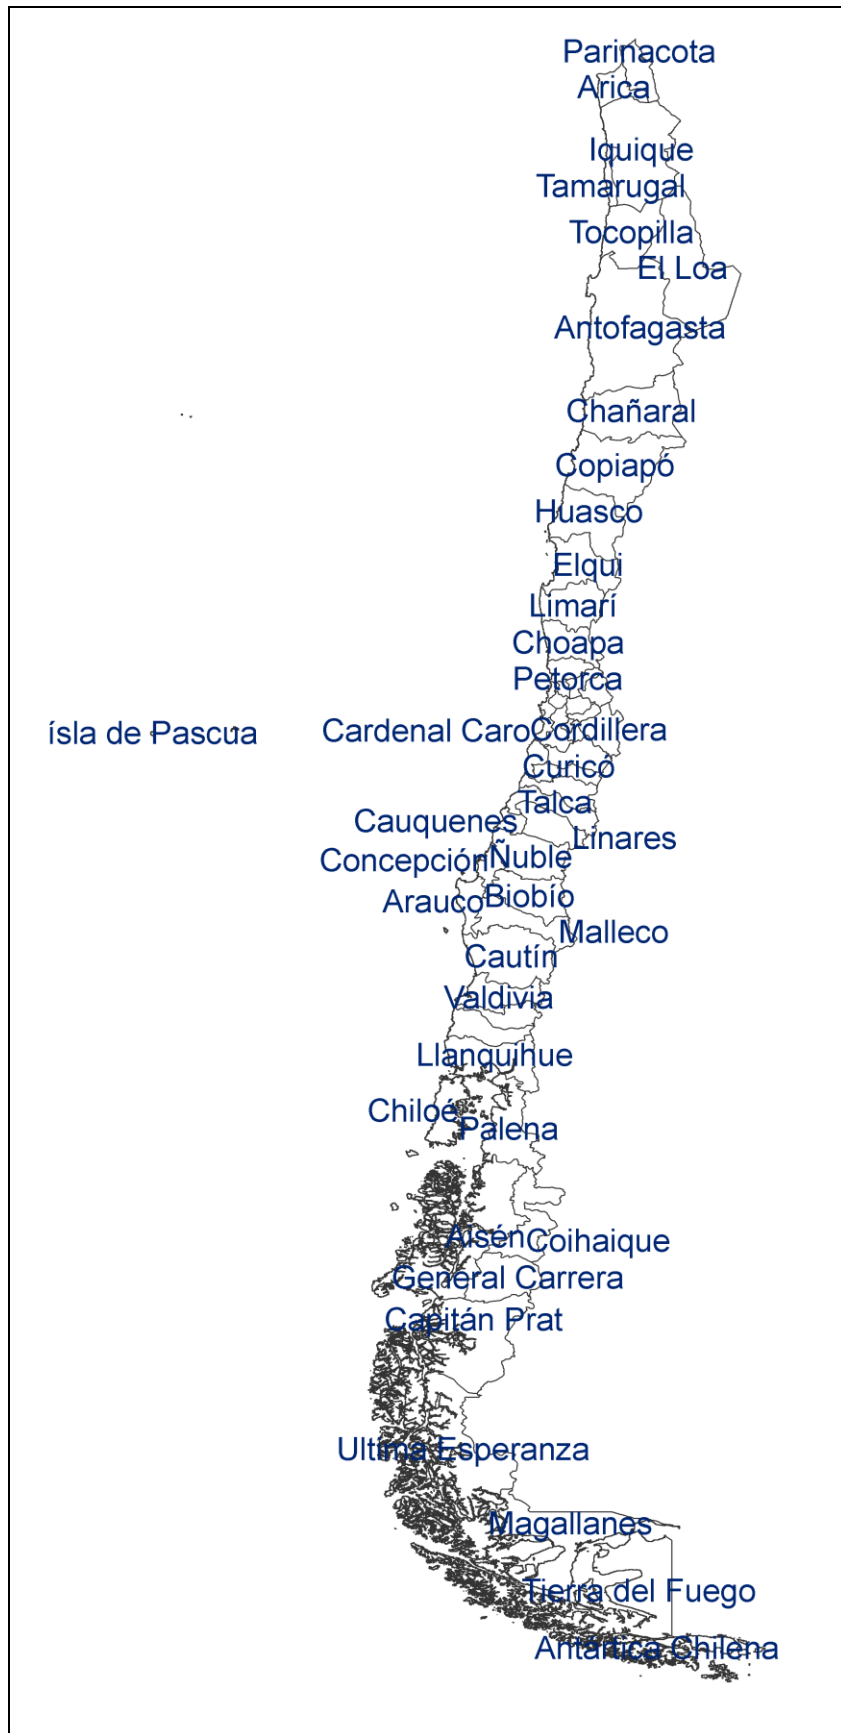 Parinacota
Arica
Iquique
Tamarugal
Tocopilla
El Loa
Antofagasta
Chañaral
Copiapó
Huasco
Elqui
Limarí
Choapa
Petorca
ísla de Pascua
Cardenal Caro
Cordillera
Curicó
Talca
Cauquenes
Linares
Concepción
Ñuble
Arauco
Biobío
Malleco
Cautín
Valdivia
Llanquihue
Chiloé
Palena
Aisén
Coihaique
General Carrera
Capitán Prat
Ultima Esperanza
Magallanes
Tierra del Fuego
Antártica Chilena